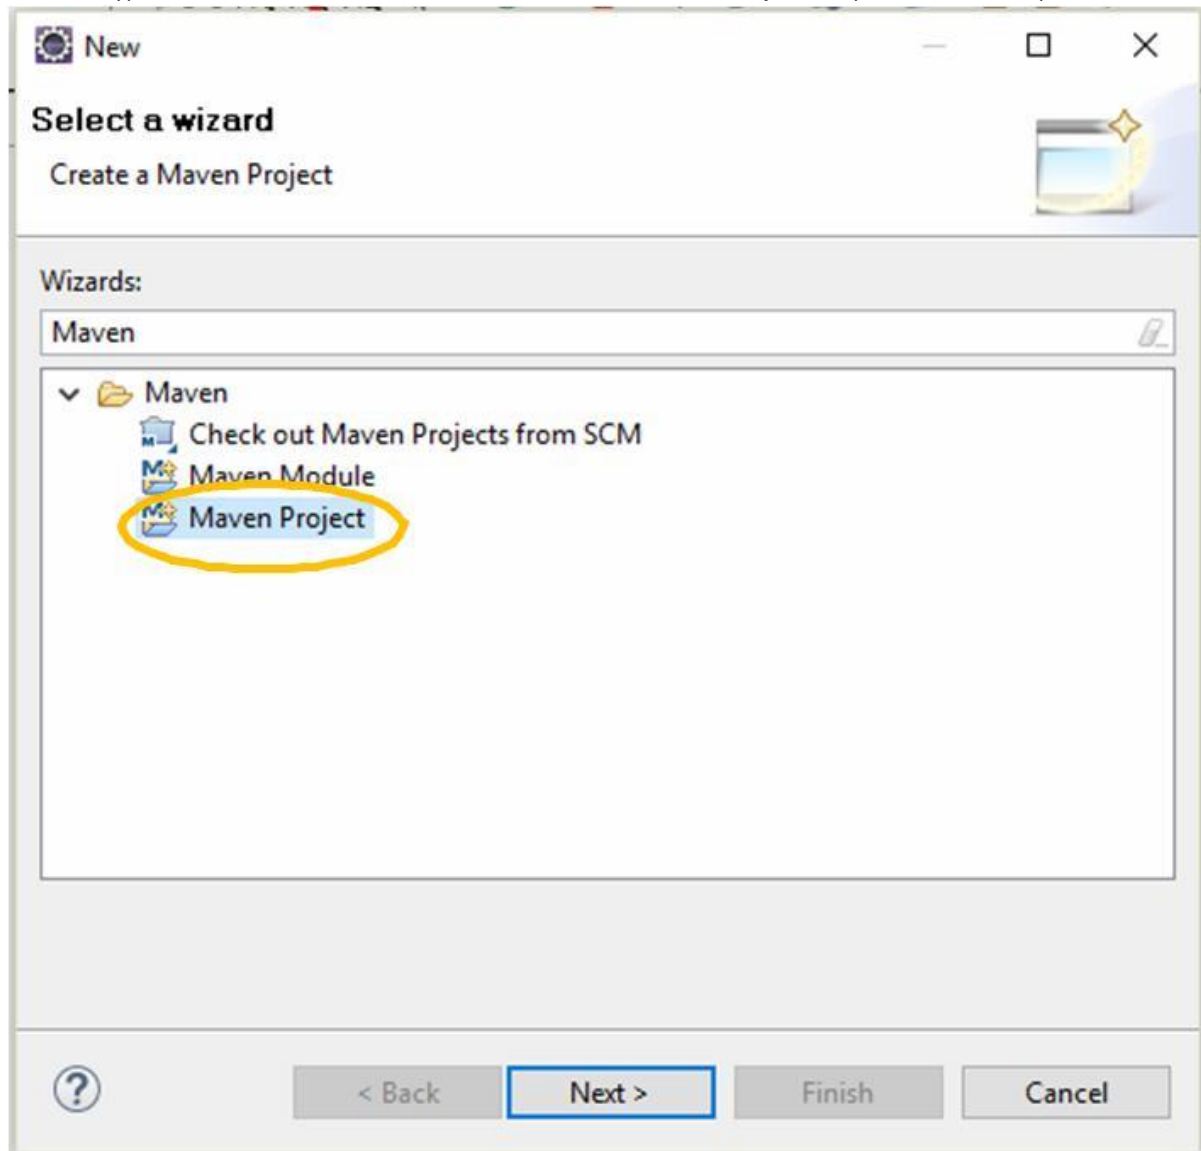 New
Select a wizard
Create a Maven Project
Wizards:
Maven
Maven
Check out Maven Projects from SCM
Maven Module
Maven Project
< Back
Next >
Finish
Cancel